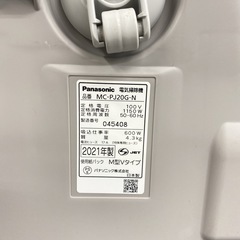 Panasonic 電気掃除機
品番 MC-PJ20G-N
定格電圧 100V
定格消費電力 1150W
定格周波数 50-60Hz
製造番号 045408
吸込仕事率 600W
質量 4.3kg
2021年製 JET
使用紙パック M型Vタイプ
パナソニック株式会社
日本製